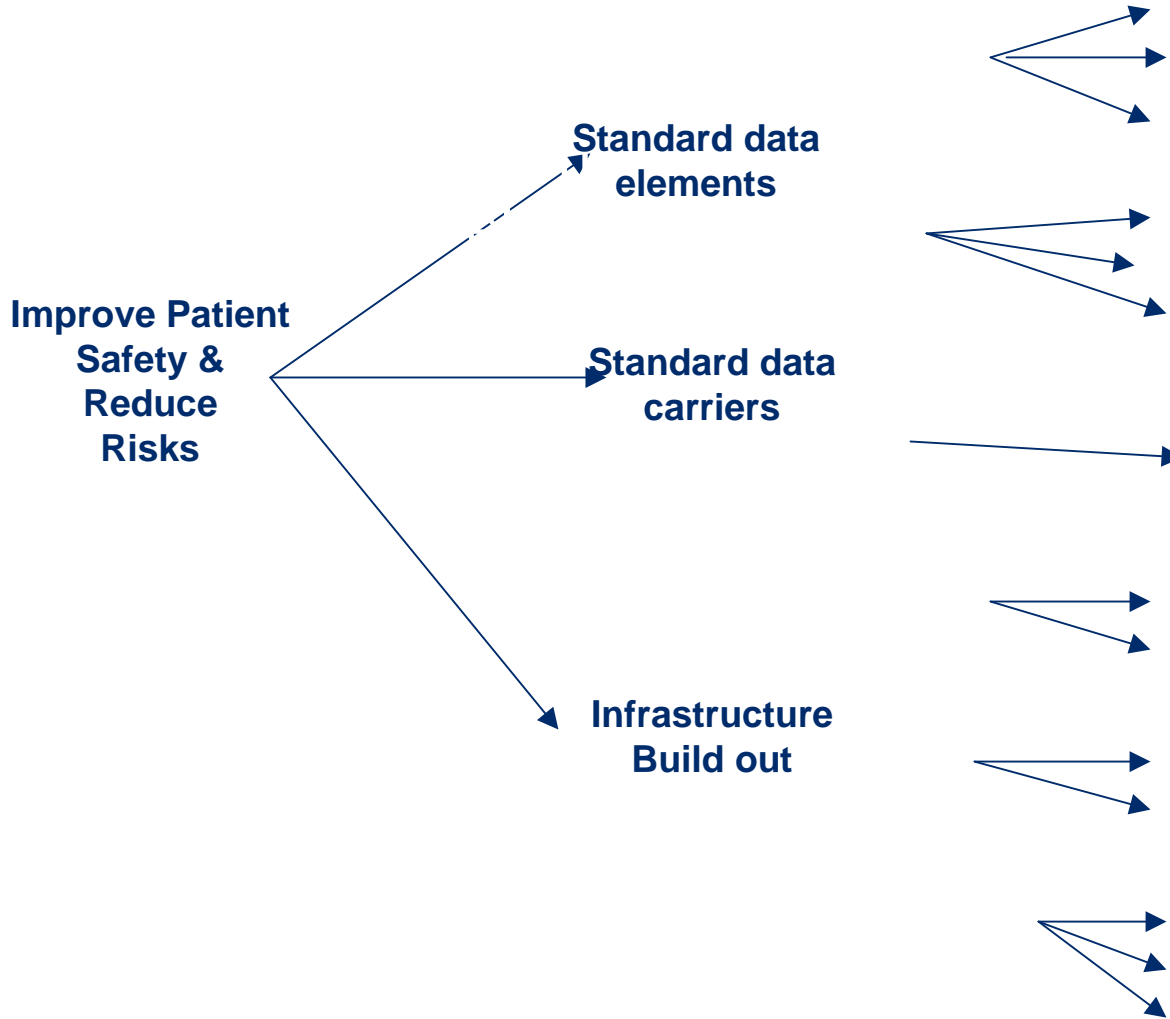 Standard data
elements
Improve Patient
Safety &
Reduce
Risks
Standard data
carriers
Infrastructure
Build out